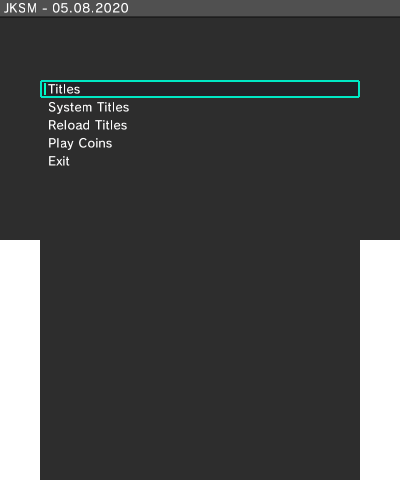 JKSM - 05.08.2020
Titles
System Titles
Reload Titles
Play Coins
Exit